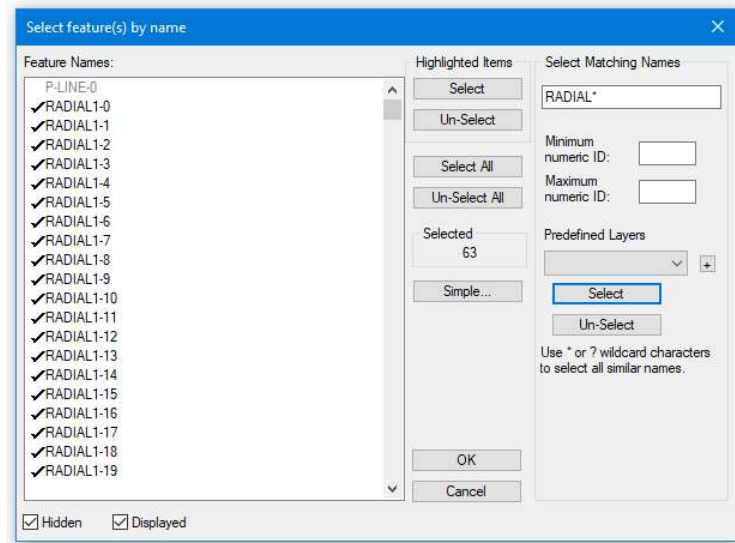 Select feature(s) by name
Feature Names:
P-LINE-0
RADIAL1-0
RADIAL1-1
RADIAL1-2
RADIAL1-3
RADIAL1-4
RADIAL1-5
RADIAL1-6
RADIAL1-7
RADIAL1-8
RADIAL1-9
RADIAL1-10
RADIAL1-11
RADIAL1-12
RADIAL1-13
RADIAL1-14
RADIAL1-15
RADIAL1-16
RADIAL1-17
RADIAL1-18
RADIAL1-19
Hidden
Displayed
Highlighted Items
Select
Un-Select
Select All
Un-Select All
Selected
63
Simple...
OK
Cancel
Select Matching Names
RADIAL*
Minimum
numeric ID:
Maximum
numeric ID:
Predefined Layers
+
Select
Un-Select
Use * or ? wildcard characters
to select all similar names.